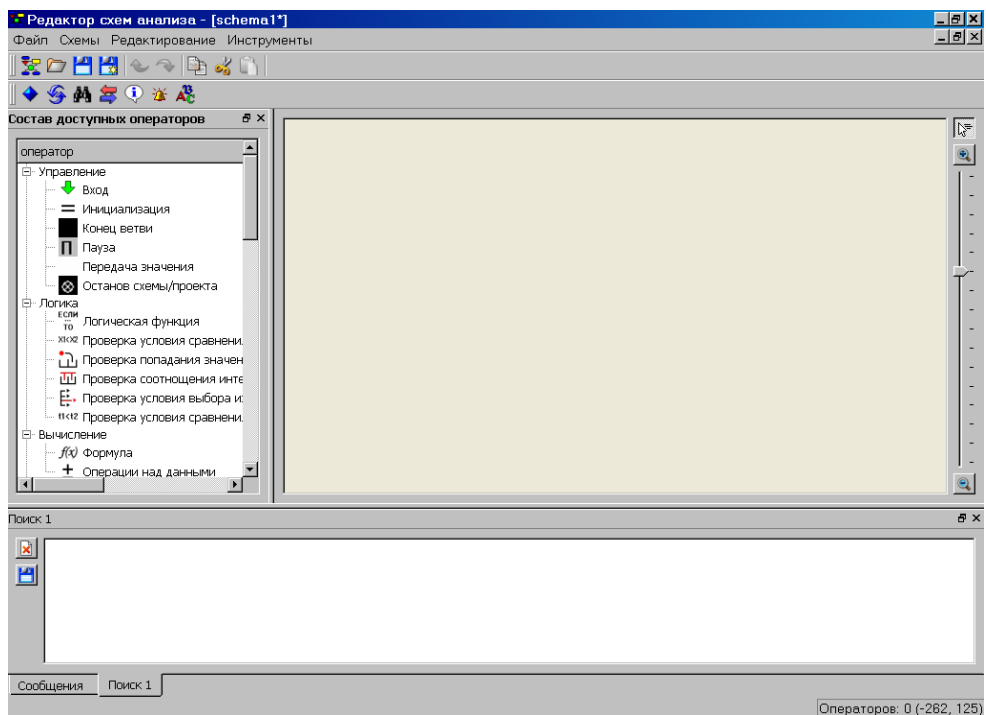 Редактор схем анализа - [schema1*]
Файл Схемы Редактирование Инструменты
Состав доступных операторов
оператор
Управление
Вход
Инициализация
Конец ветви
П Пауза
Передача значения
Останов схемы/проекта
Логика
ЕСЛИ ... ТО Логическая функция
X1<X2 Проверка условия сравнени
Проверка попадания значен
Проверка соотнощения инте
Проверка условия выбора и
t1<t2 Проверка условия сравнени
Вычисление
f(x) Формула
Операции над данными
Поиск 1
Сообщения Поиск 1
Операторов: 0 (-262, 125)